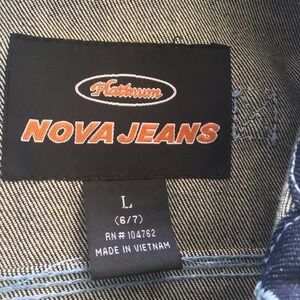 Platinum
NOVA JEANS
L
(6/7)
RN# 104762
MADE IN VIETNAM